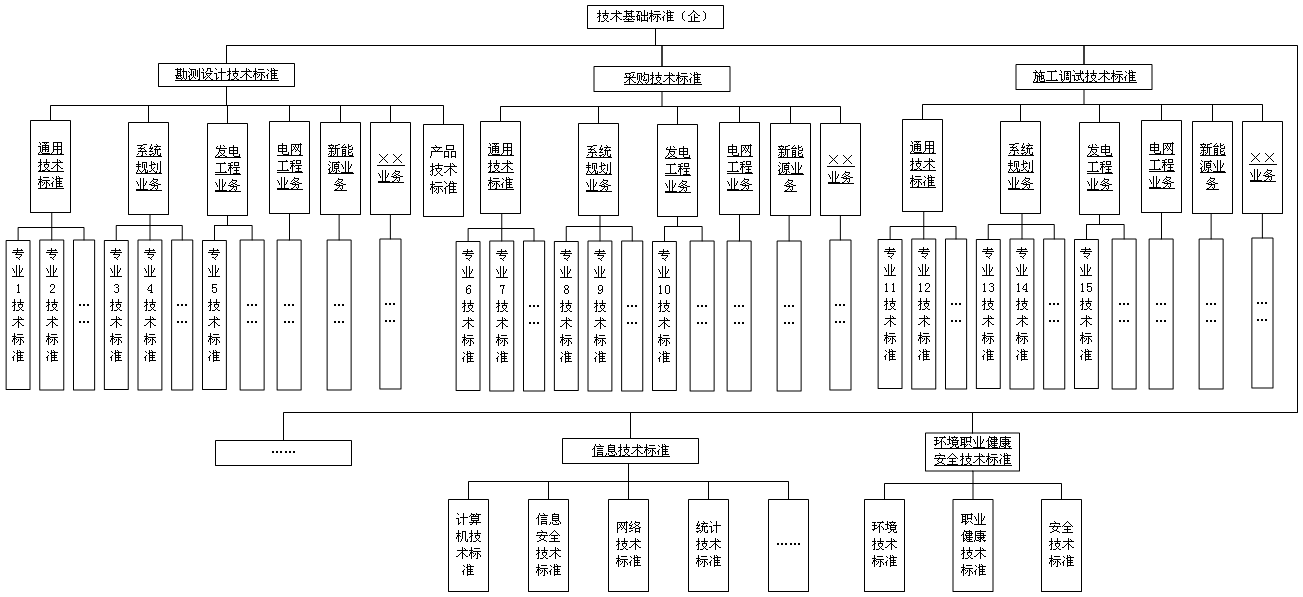 技术基础标准（企）
勘测设计技术标准
采购技术标准
施工调试技术标准
通用
技术
标准
系统
规划
业务
发电
工程
业务
电网
工程
业务
新能
源业
务
××
业务
产品
技术
标准
通用
技术
标准
系统
规划
业务
发电
工程
业务
电网
工程
业务
新能
源业
务
××
业务
通用
技术
标准
系统
规划
业务
发电
工程
业务
电网
工程
业务
新能
源业
务
××
业务
专业1技术标准
专业2技术标准
……
专业3技术标准
专业4技术标准
……
专业5技术标准
……
……
……
……
专业6技术标准
专业7技术标准
……
专业8技术标准
专业9技术标准
……
专业10技术标准
……
……
……
……
专业11技术标准
专业12技术标准
……
专业13技术标准
专业14技术标准
……
专业15技术标准
……
……
……
……
……
信息技术标准
环境职业健康
安全技术标准
计算
机技
术标
准
信息
安全
技术
标准
网络
技术
标准
统计
技术
标准
……
环境
技术
标准
职业
健康
技术
标准
安全
技术
标准